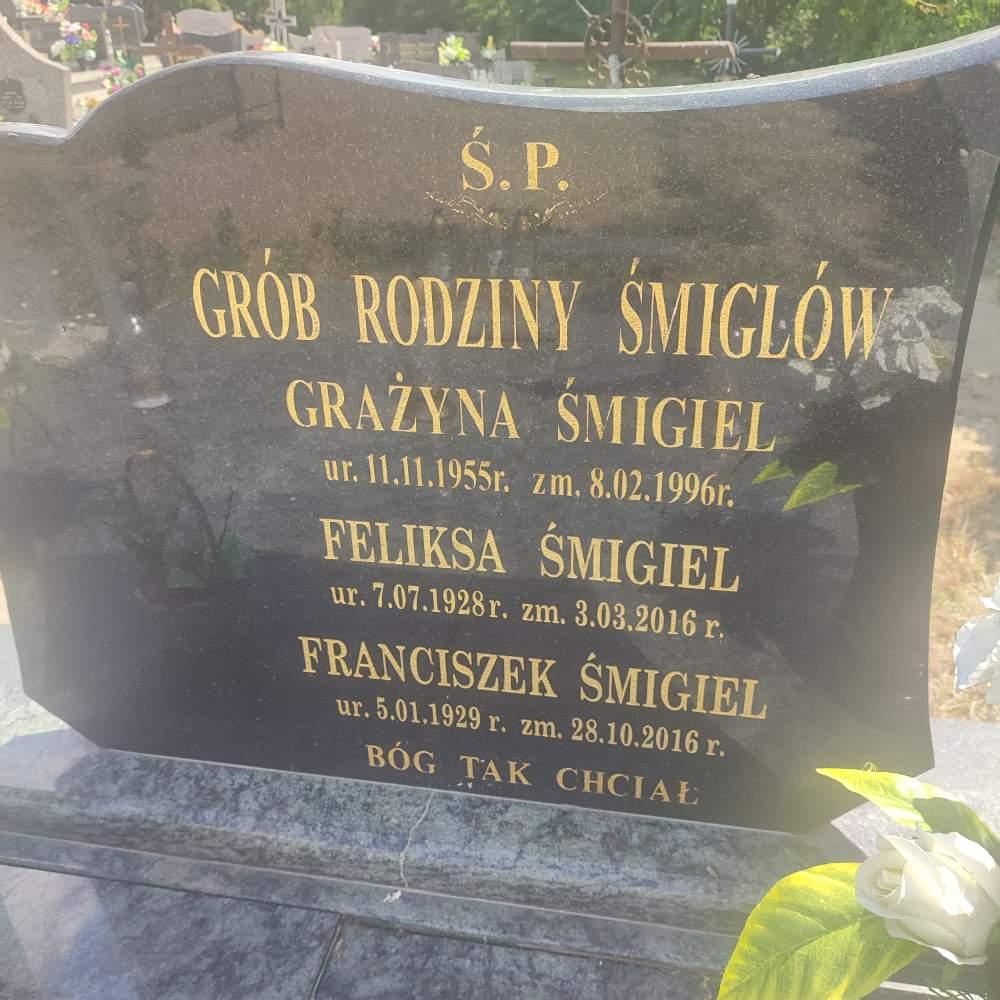 Ś.P.
GRÓB RODZINY ŚMIGLÓW
GRAŻYNA ŚMIGIEL
ur. 11.11.1955r. zm. 8.02.1996r.
FELIKSA ŚMIGIEL
ur. 7.07.1928r. zm. 3.03.2016 r.
FRANCISZEK ŚMIGIEL
ur. 5.01.1929 r. zm. 28.10.2016 r.
BÓG TAK CHCIAŁ